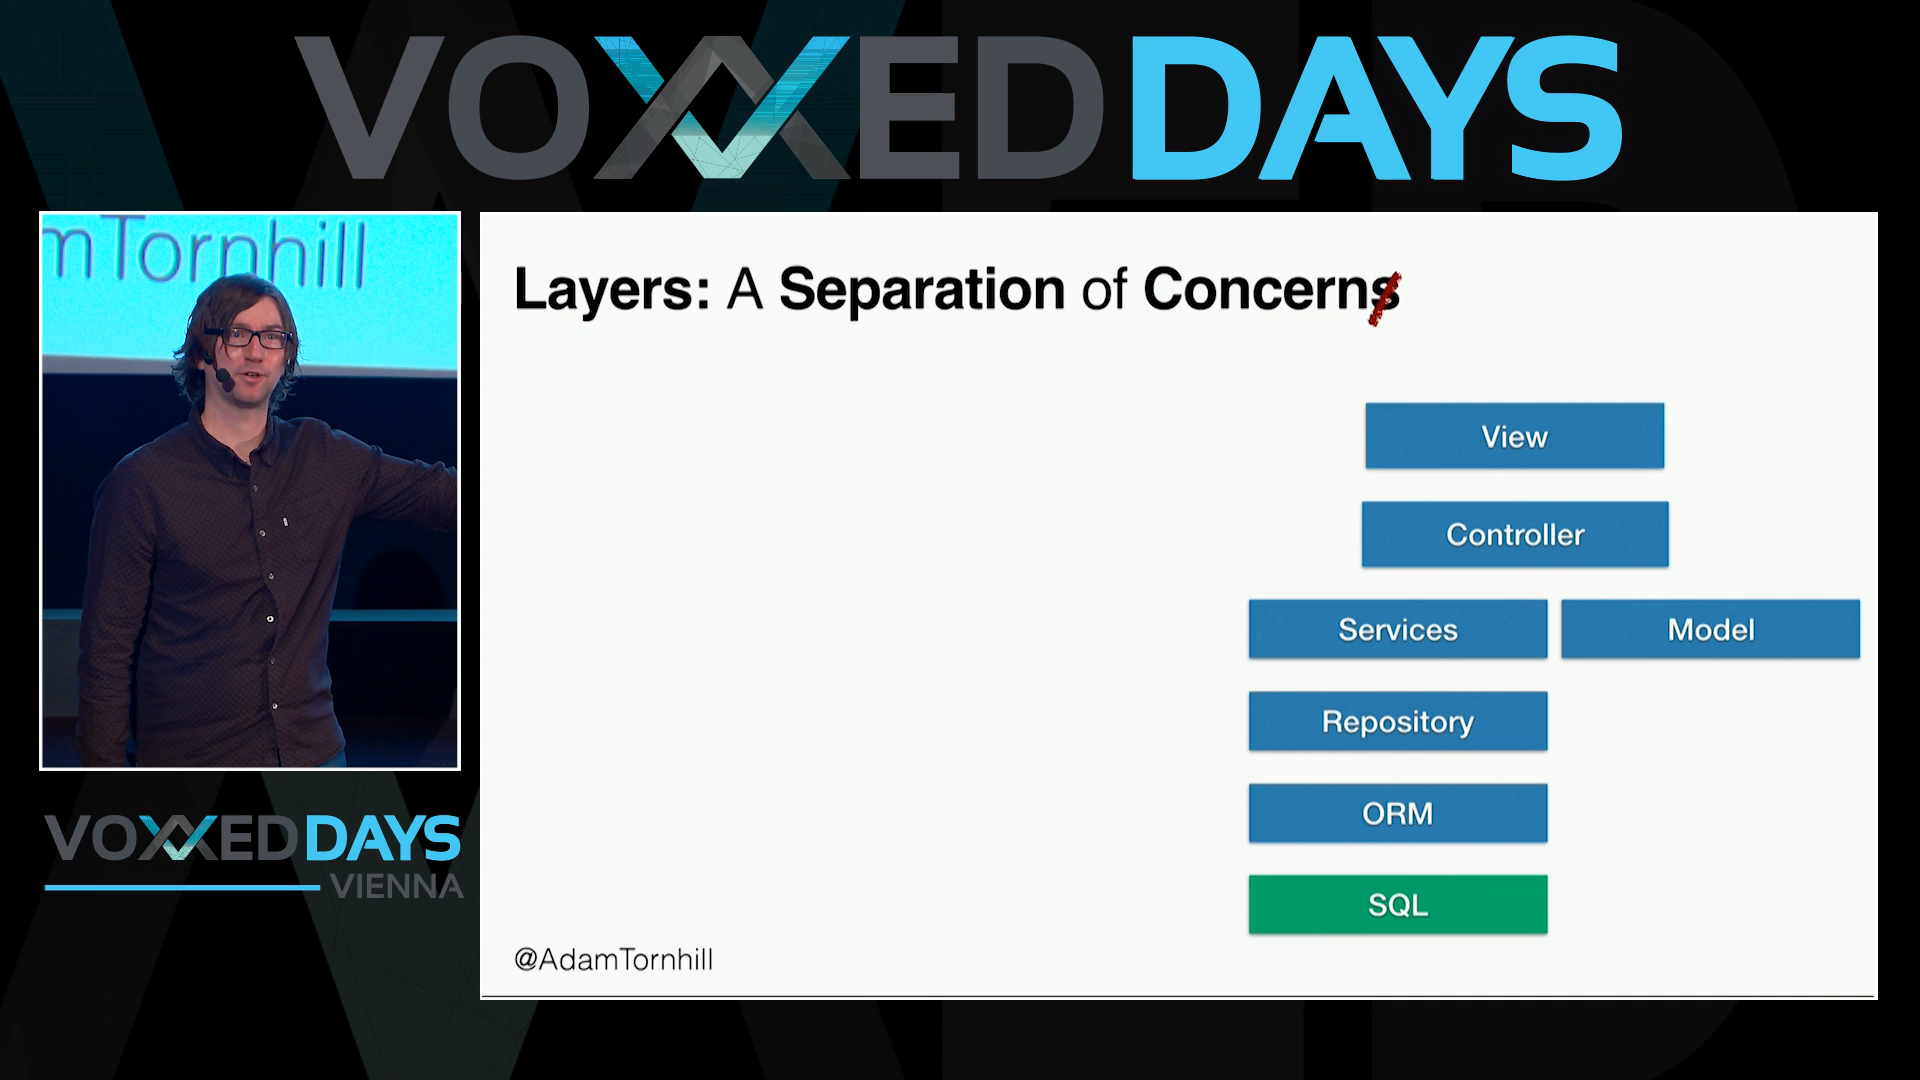 VOXXED DAYS
mTornhill
Layers: A Separation of Concerns
View
Controller
Services Model
Repository
ORM
SQL
@AdamTornhill
VOXXED DAYS
VIENNA